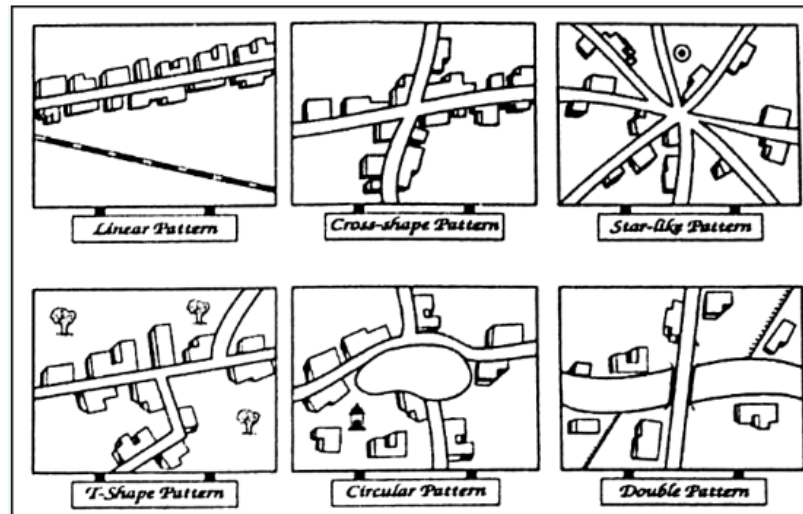 Linear Pattern
Cross-shape Pattern
Star-like Pattern
T-Shape Pattern
Circular Pattern
Double Pattern